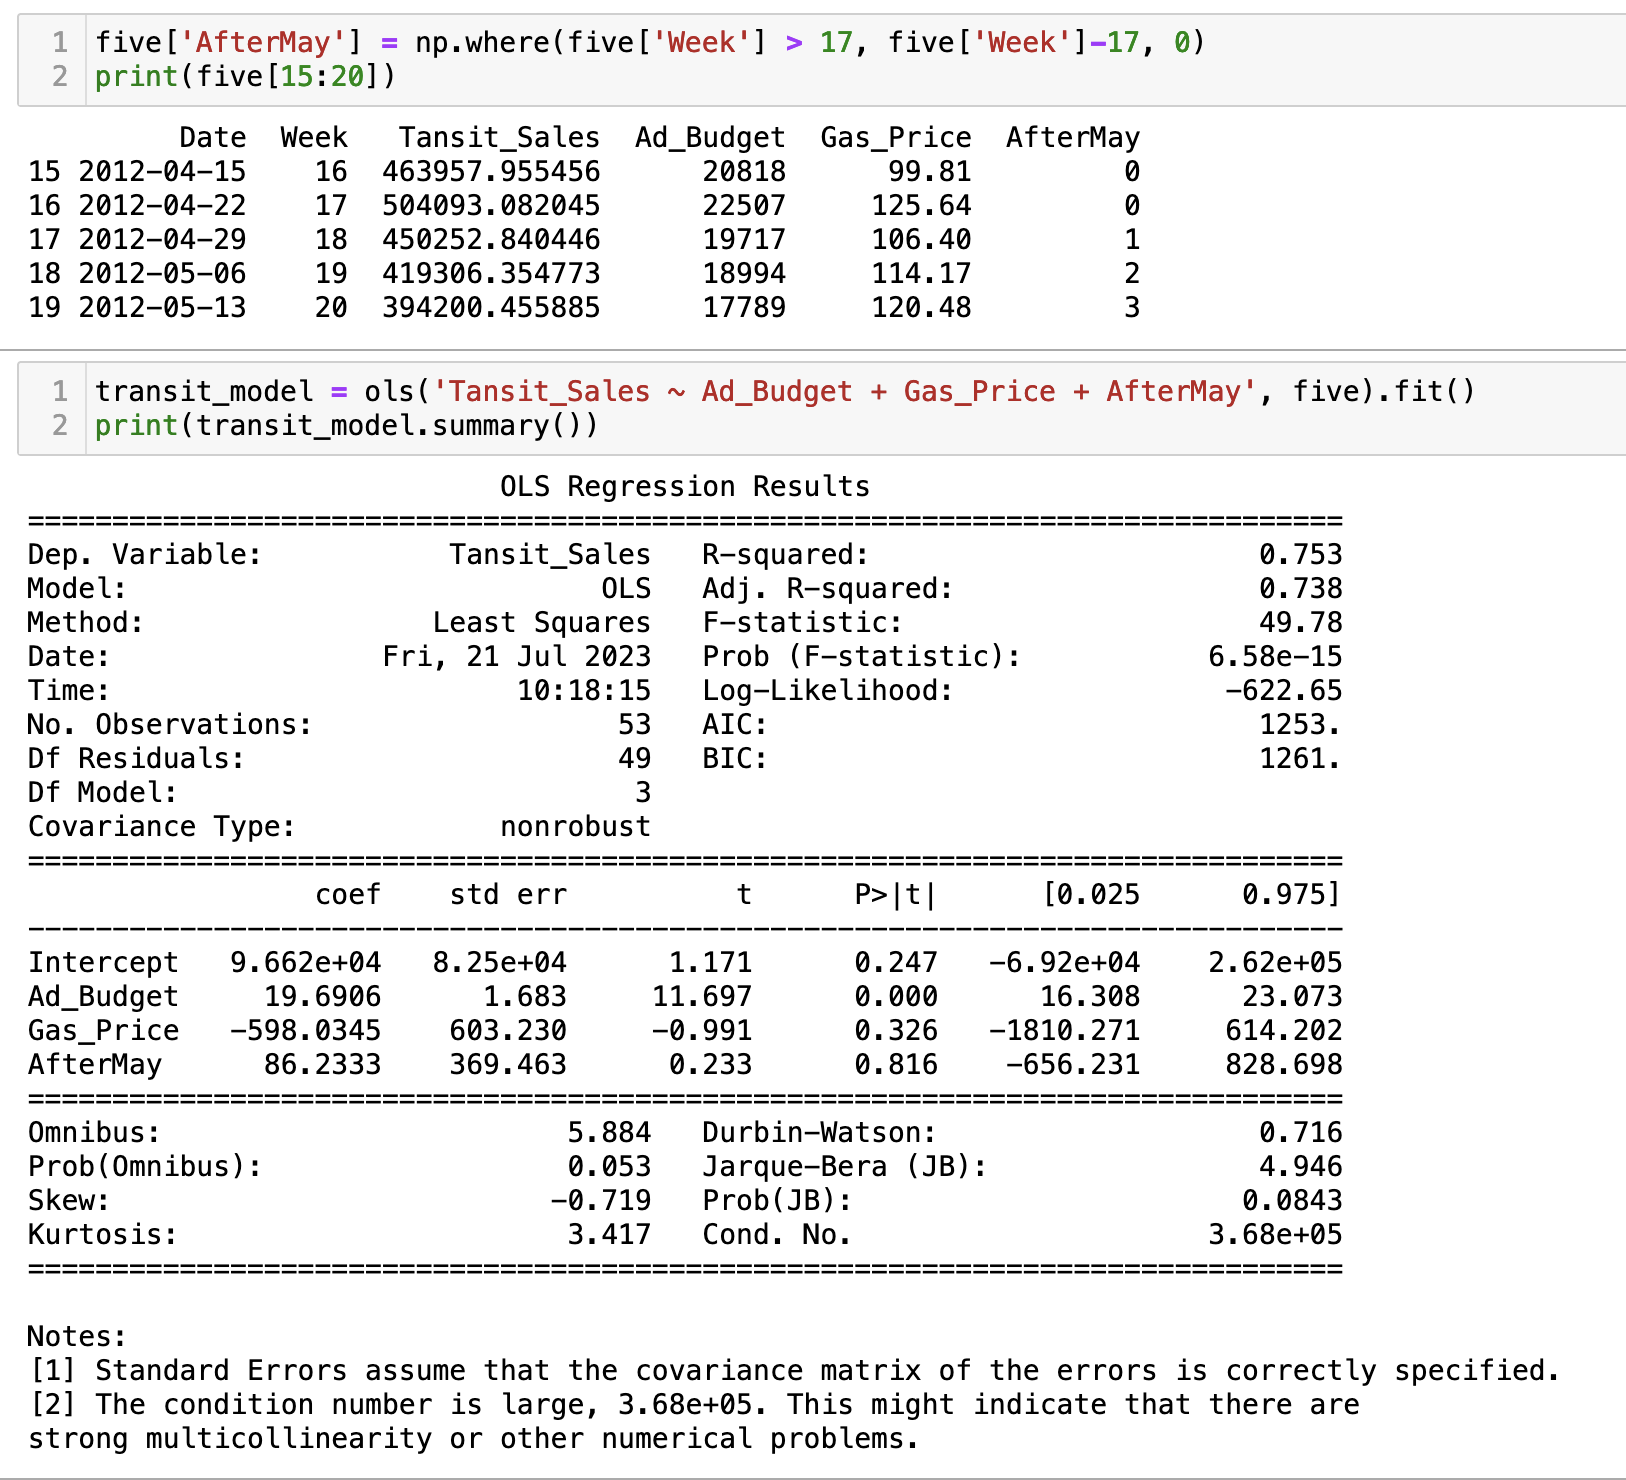 1 five['AfterMay'] = np.where(five['Week'] > 17, five['Week']-17, 0)
2 print(five[15:20])
Date Week Tansit_Sales Ad_Budget Gas_Price AfterMay
15 2012-04-15 16 463957.955456 20818 99.81 0
16 2012-04-22 17 504093.082045 22507 125.64 0
17 2012-04-29 18 450252.840446 19717 106.40 1
18 2012-05-06 19 419306.354773 18994 114.17 2
19 2012-05-13 20 394200.455885 17789 120.48 3
1 transit_model = ols('Tansit_Sales ~ Ad_Budget + Gas_Price + AfterMay', five).fit()
2 print(transit_model.summary())
OLS Regression Results
==============================================================================
Dep. Variable: Tansit_Sales R-squared: 0.753
Model: OLS Adj. R-squared: 0.738
Method: Least Squares F-statistic: 49.78
Date: Fri, 21 Jul 2023 Prob (F-statistic): 6.58e-15
Time: 10:18:15 Log-Likelihood: -622.65
No. Observations: 53 AIC: 1253.
Df Residuals: 49 BIC: 1261.
Df Model: 3
Covariance Type: nonrobust
==============================================================================
coef std err t P>|t| [0.025 0.975]
------------------------------------------------------------------------------
Intercept 9.662e+04 8.25e+04 1.171 0.247 -6.92e+04 2.62e+05
Ad_Budget 19.6906 1.683 11.697 0.000 16.308 23.073
Gas_Price -598.0345 603.230 -0.991 0.326 -1810.271 614.202
AfterMay 86.2333 369.463 0.233 0.816 -656.231 828.698
==============================================================================
Omnibus: 5.884 Durbin-Watson: 0.716
Prob(Omnibus): 0.053 Jarque-Bera (JB): 4.946
Skew: -0.719 Prob(JB): 0.0843
Kurtosis: 3.417 Cond. No. 3.68e+05
==============================================================================
Notes:
[1] Standard Errors assume that the covariance matrix of the errors is correctly specified.
[2] The condition number is large, 3.68e+05. This might indicate that there are
strong multicollinearity or other numerical problems.